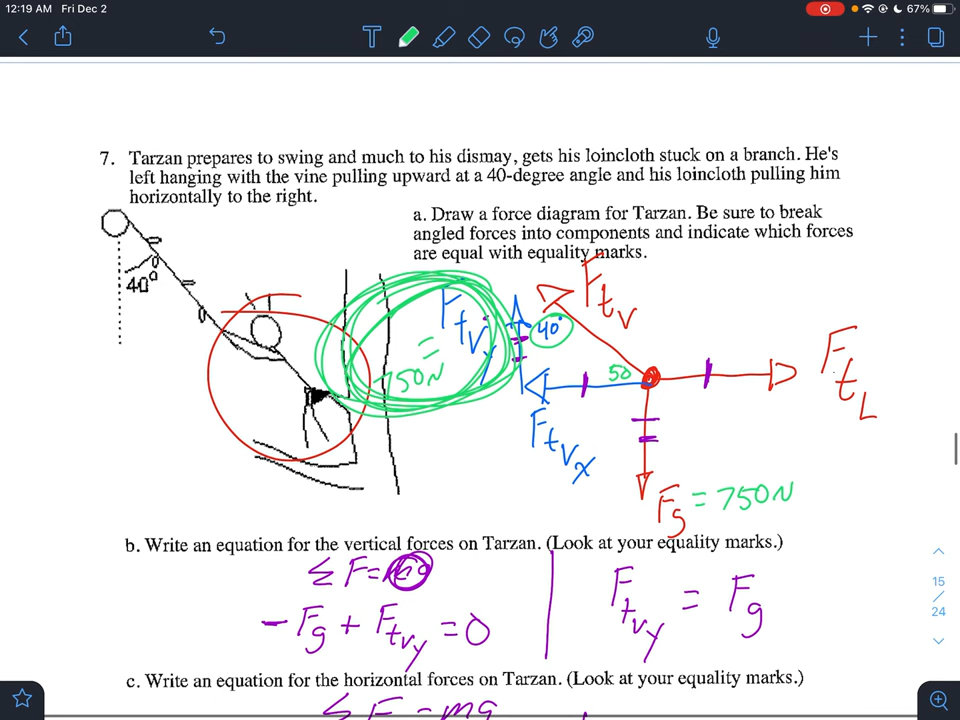 12:19 AM Fri Dec 2
67%
7. Tarzan prepares to swing and much to his dismay, gets his loincloth stuck on a branch. He's
left hanging with the vine pulling upward at a 40-degree angle and his loincloth pulling him
horizontally to the right.
a. Draw a force diagram for Tarzan. Be sure to break
angled forces into components and indicate which forces
are equal with equality marks.
40°
Ftvy
= 750N
40°
Ftv
50
FtL
Ftvx
Fg = 750N
b. Write an equation for the vertical forces on Tarzan. (Look at your equality marks.)
-Fg + Ftvy = 0
Ftvy = Fg
c. Write an equation for the horizontal forces on Tarzan. (Look at your equality marks.)
15
/
24